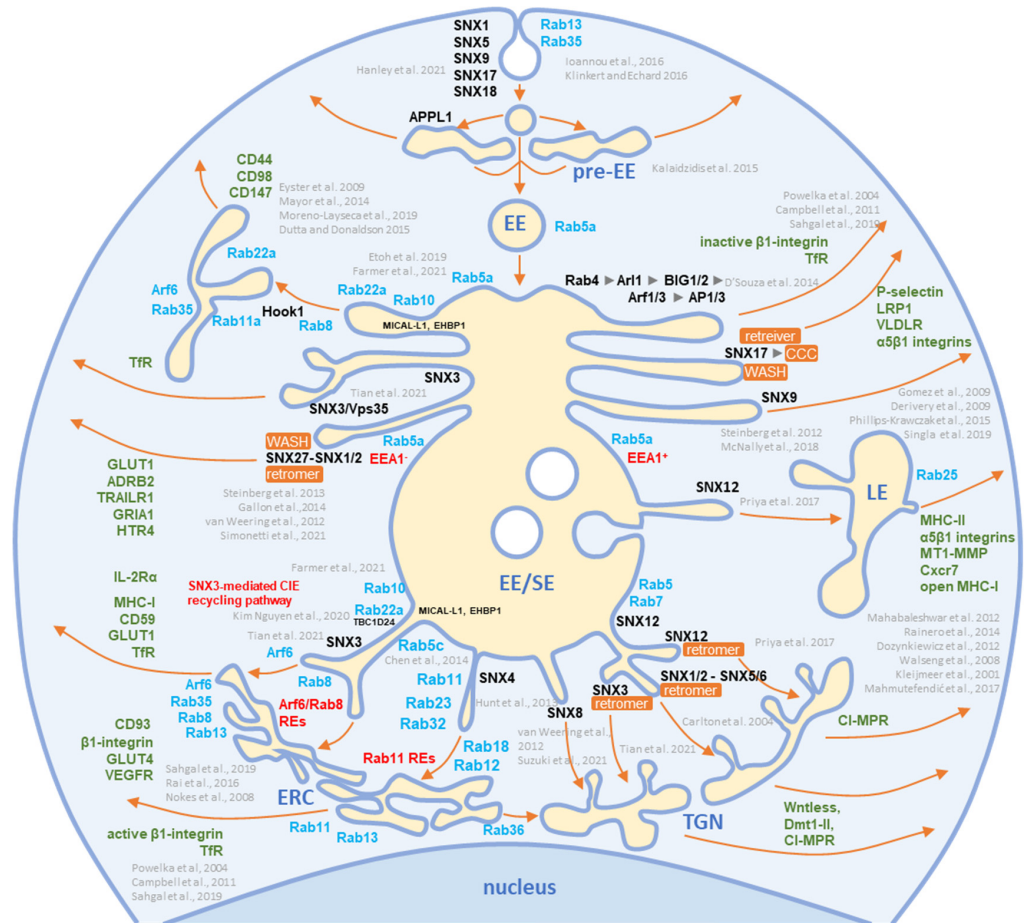 SNX1
SNX5
SNX9
SNX17
SNX18
Rab13
Rab35
Hanley et al. 2021
Ioannou et al., 2016
Klinkert and Echard 2016
APPL1
pre-EE
Kalaidzidis et al. 2015
CD44
CD98
CD147
Eyster et al. 2009
Mayor et al., 2014
Moreno-Layseca et al., 2019
Dutta and Donaldson 2015
EE
Rab5a
Powelka et al. 2004
Campbell et al., 2011
Sahgal et al., 2019
inactive β1-integrin
TfR
Rab22a
Arf6
Rab35
Rab11a
Hook1
Rab8
Etoh et al. 2019
Farmer et al., 2021
Rab5a
Rab22a
Rab10
MICAL-L1, EHBP1
Rab4 ▶ Arl1 ▶ BIG1/2 ▶ D'Souza et al. 2014
Arf1/3 ▶ AP1/3
P-selectin
LRP1
VLDLR
α5β1 integrins
retreiver
SNX17 ▶ CCC
WASH
TfR
SNX3
Tian et al. 2021
SNX3/Vps35
SNX9
Gomez et al., 2009
Derivery et al., 2009
Phillips-Krawczak et al., 2015
Singla et al. 2019
Steinberg et al. 2012
McNally et al., 2018
WASH
SNX27-SNX1/2
retromer
Rab5a
EEA1-
Rab5a
EEA1+
GLUT1
ADRB2
TRAILR1
GRIA1
HTR4
Steinberg et al. 2013
Gallon et al.,2014
van Weering et al., 2012
Simonetti et al., 2021
SNX12
Priya et al. 2017
LE
Rab25
MHC-II
α5β1 integrins
MT1-MMP
Cxcr7
open MHC-I
EE/SE
Farmer et al., 2021
IL-2Rα
MHC-I
CD59
GLUT1
TfR
SNX3-mediated CIE
recycling pathway
Kim Nguyen et al., 2020
Rab10
Rab22a
TBC1D24
MICAL-L1, EHBP1
Rab5
Rab7
SNX12
SNX12
retromer
Priya et al., 2017
Mahabaleshwar et al. 2012
Rainero et al., 2014
Dozynkiewicz et al., 2012
Walseng et al., 2008
Kleijmeer et al., 2001
Mahmutefendić et al., 2017
Tian et al. 2021
SNX3
Arf6
Rab8
Rab5c
Chen et al., 2014
Rab11
Rab23
Rab32
SNX4
Hunt et al., 2013
SNX3
retromer
SNX1/2 - SNX5/6
retromer
SNX8
van Weering et al.,
2012
Suzuki et al., 2021
Carlton et al. 2004
Tian et al., 2021
CI-MPR
Arf6
Rab35
Rab8
Rab13
Arf6/Rab8
REs
CD93
β1-integrin
GLUT4
VEGFR
Sahgal et al., 2019
Rai et al., 2016
Nokes et al., 2008
Rab11 REs
Rab18
Rab12
ERC
Rab11
Rab13
Rab36
TGN
Wntless,
Dmt1-II,
CI-MPR
active β1-integrin
TfR
Powelka et al, 2004
Campbell et al., 2011
Sahgal et al., 2019
nucleus